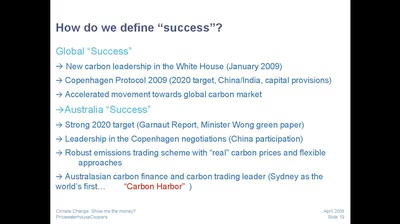 How do we define “success”?
Global “Success”
→ New carbon leadership in the White House (January 2009)
→ Copenhagen Protocol 2009 (2020 target, China/India, capital provisions)
→ Accelerated movement towards global carbon market
→Australia “Success”
→ Strong 2020 target (Garnaut Report, Minister Wong green paper)
→ Leadership in the Copenhagen negotiations (China participation)
→ Robust emissions trading scheme with “real” carbon prices and flexible
approaches
→ Australasian carbon finance and carbon trading leader (Sydney as the
world’s first… “Carbon Harbor” )
Climate Change: Show me the money? April 2008
PricewaterhouseCoopers Slide 19